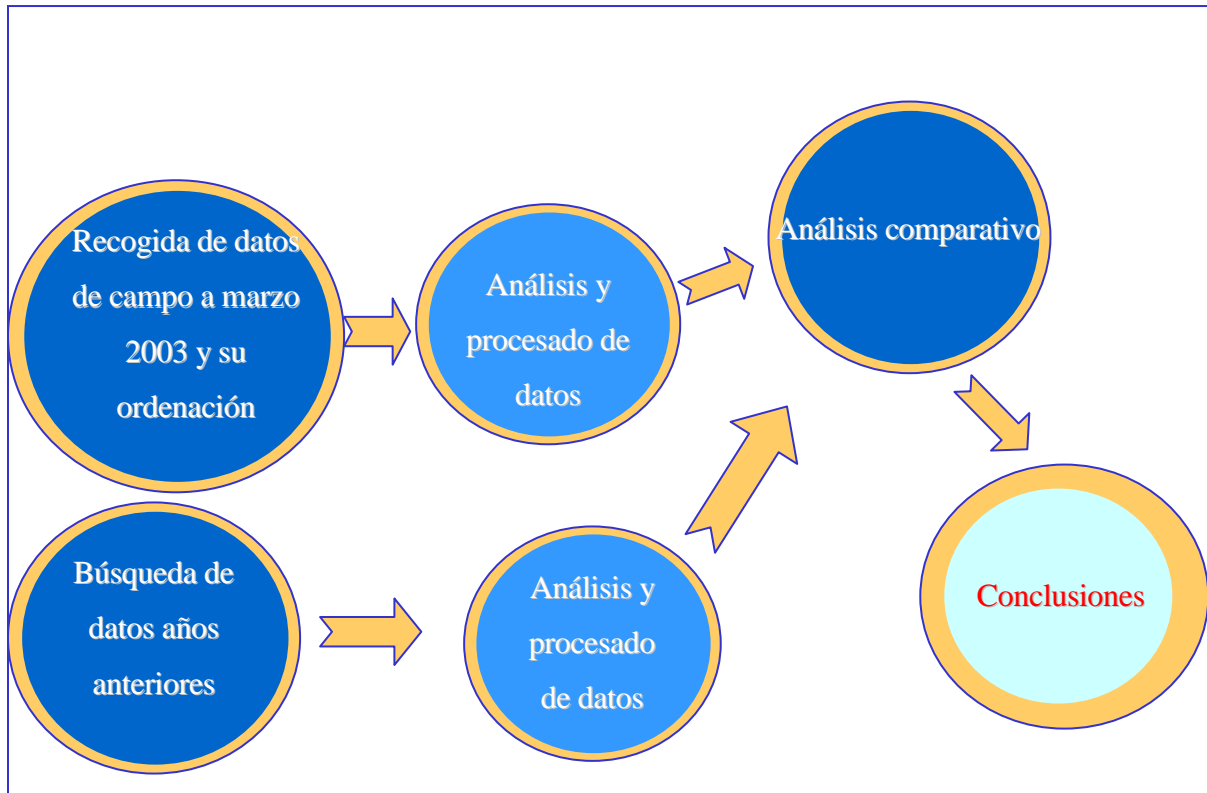 Recogida de datos
de campo a marzo
2003 y su
ordenación
Análisis y
procesado de
datos
Análisis comparativo
Búsqueda de
datos años
anteriores
Análisis y
procesado
de datos
Conclusiones